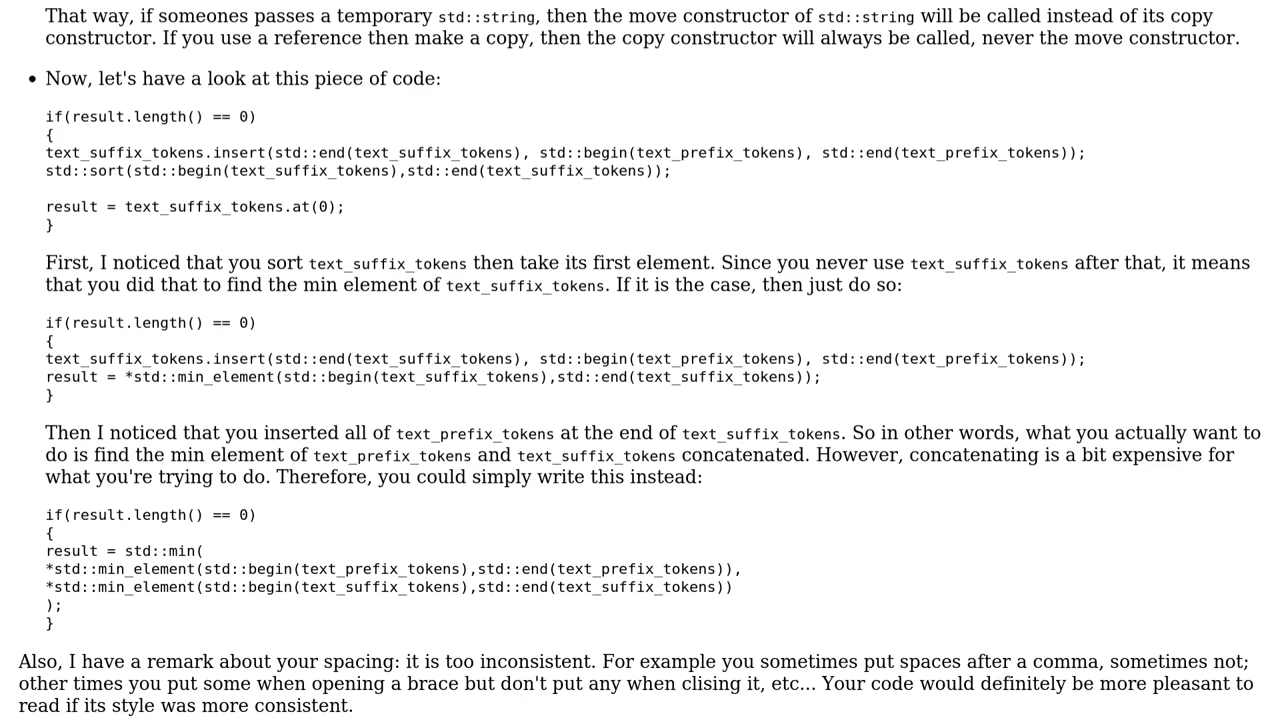 That way, if someones passes a temporary std::string, then the move constructor of std::string will be called instead of its copy
constructor. If you use a reference then make a copy, then the copy constructor will always be called, never the move constructor.
• Now, let's have a look at this piece of code:
if(result.length() == 0)
{
text_suffix_tokens.insert(std::end(text_suffix_tokens), std::begin(text_prefix_tokens), std::end(text_prefix_tokens));
std::sort(std::begin(text_suffix_tokens),std::end(text_suffix_tokens));
result = text_suffix_tokens.at(0);
}
First, I noticed that you sort text_suffix_tokens then take its first element. Since you never use text_suffix_tokens after that, it means
that you did that to find the min element of text_suffix_tokens. If it is the case, then just do so:
if(result.length() == 0)
{
text_suffix_tokens.insert(std::end(text_suffix_tokens), std::begin(text_prefix_tokens), std::end(text_prefix_tokens));
result = *std::min_element(std::begin(text_suffix_tokens),std::end(text_suffix_tokens));
}
Then I noticed that you inserted all of text_prefix_tokens at the end of text_suffix_tokens. So in other words, what you actually want to
do is find the min element of text_prefix_tokens and text_suffix_tokens concatenated. However, concatenating is a bit expensive for
what you're trying to do. Therefore, you could simply write this instead:
if(result.length() == 0)
{
result = std::min(
*std::min_element(std::begin(text_prefix_tokens),std::end(text_prefix_tokens)),
*std::min_element(std::begin(text_suffix_tokens),std::end(text_suffix_tokens))
);
}
Also, I have a remark about your spacing: it is too inconsistent. For example you sometimes put spaces after a comma, sometimes not;
other times you put some when opening a brace but don't put any when clising it, etc... Your code would definitely be more pleasant to
read if its style was more consistent.